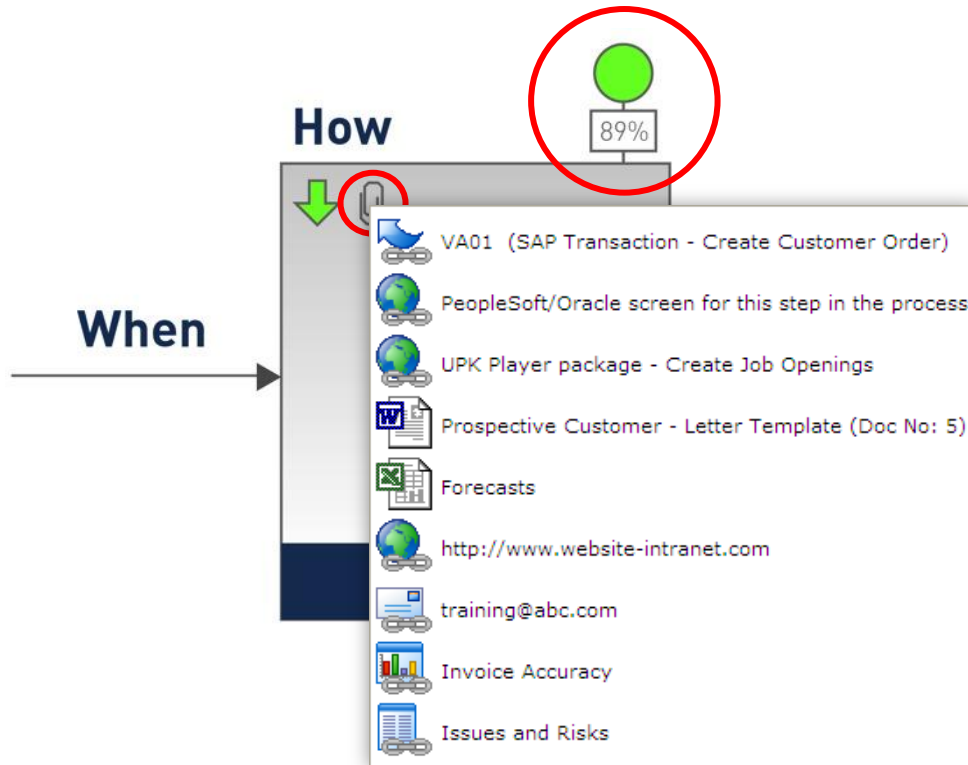 89%
How
When
VA01 (SAP Transaction - Create Customer Order)
PeopleSoft/Oracle screen for this step in the process
UPK Player package - Create Job Openings
Prospective Customer - Letter Template (Doc No: 5)
Forecasts
http://www.website-intranet.com
training@abc.com
Invoice Accuracy
Issues and Risks